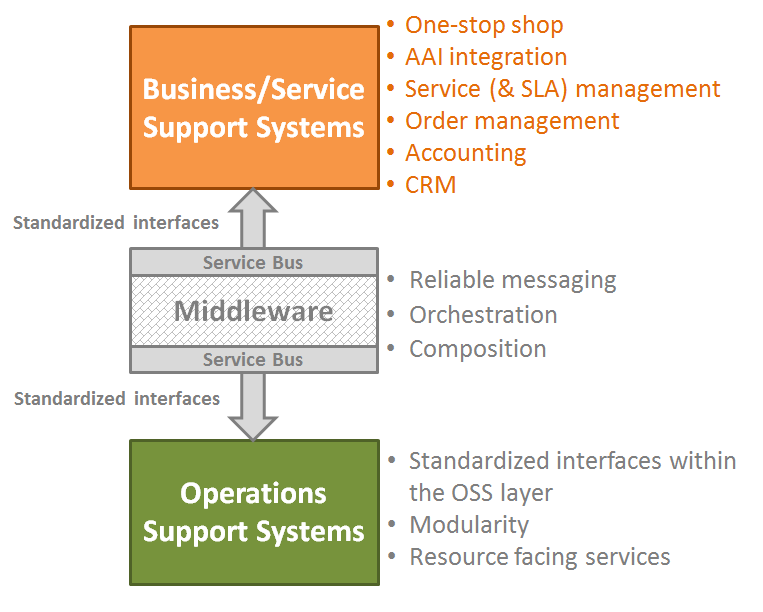 Business/Service
Support Systems
• One-stop shop
• AAI integration
• Service (& SLA) management
• Order management
• Accounting
• CRM
Standardized interfaces
Service Bus
Middleware
Service Bus
• Reliable messaging
• Orchestration
• Composition
Standardized interfaces
Operations
Support Systems
• Standardized interfaces within
the OSS layer
• Modularity
• Resource facing services